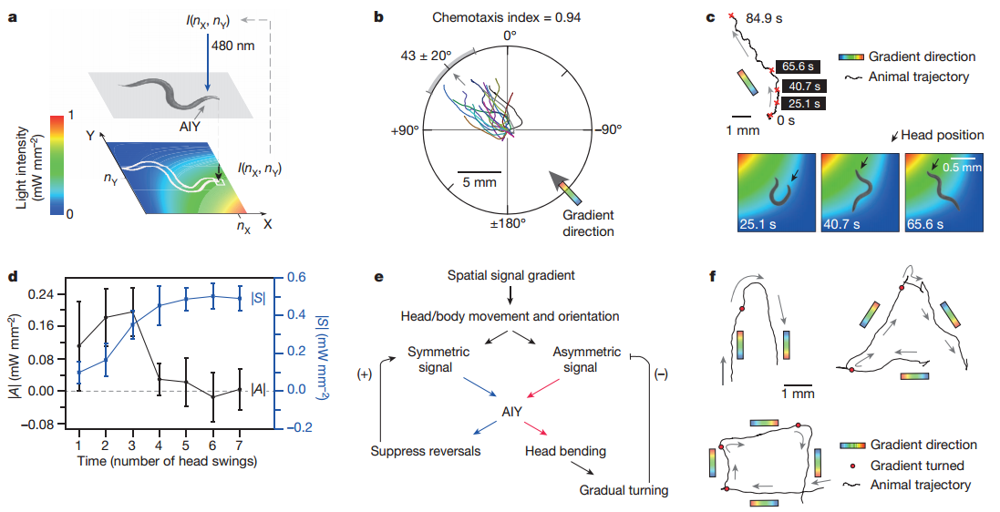 a
I(nX, nY)
480 nm
AIY
Light intensity
(mW mm−2)
1
0
Y
nY
I(nX, nY)
nX
X
b
Chemotaxis index = 0.94
0°
43 ± 20°
+90°
−90°
5 mm
±180°
Gradient
direction
c
84.9 s
65.6 s
40.7 s
25.1 s
0 s
1 mm
Gradient direction
Animal trajectory
Head position
0.5 mm
25.1 s
40.7 s
65.6 s
d
|A| (mW mm−2)
0.24
0.16
0.08
0.00
−0.08
|S|
|A|
0.6
0.4
0.2
0.0
−0.2
|S| (mW mm−2)
1 2 3 4 5 6 7
Time (number of head swings)
e
Spatial signal gradient
Head/body movement and orientation
Symmetric
signal
Asymmetric
signal
(+)
(−)
AIY
Suppress reversals
Head bending
Gradual turning
f
1 mm
Gradient direction
Gradient turned
Animal trajectory